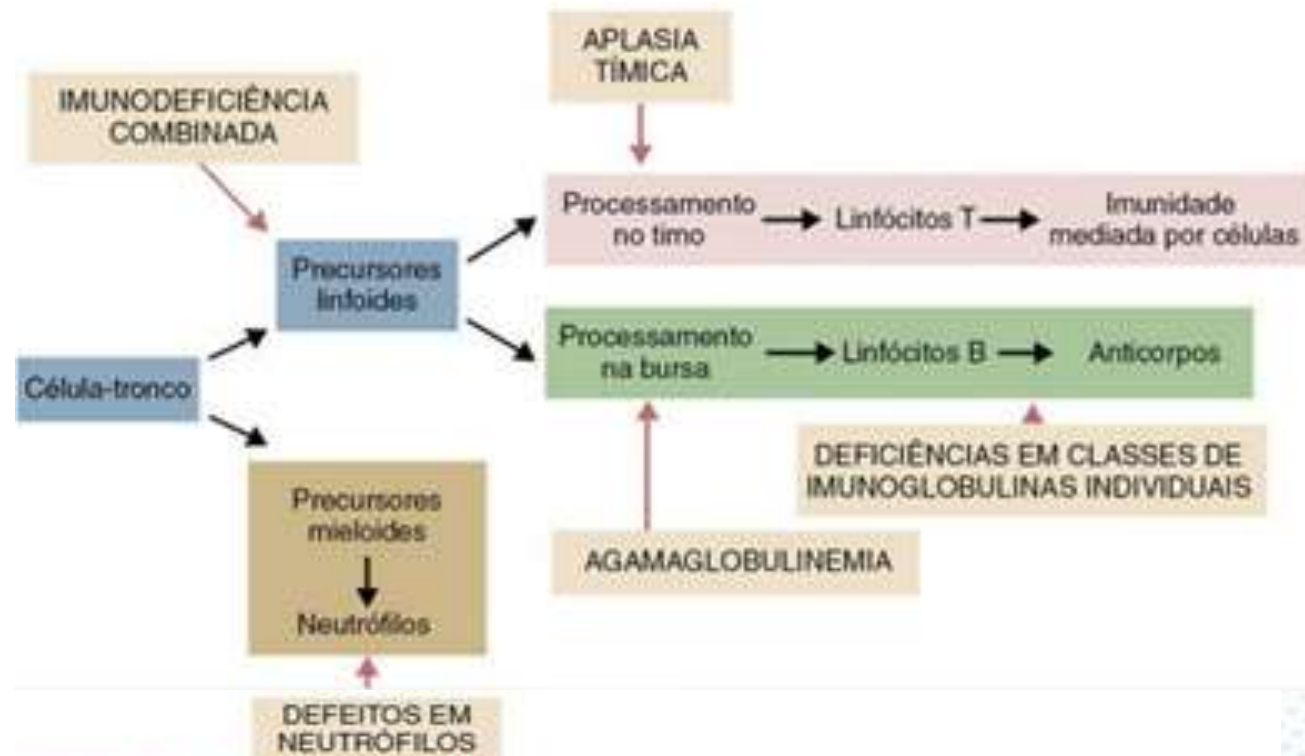 APLASIA
TÍMICA
IMUNODEFICIÊNCIA
COMBINADA
Processamento
no timo
Linfócitos T
Imunidade
mediada por células
Precursores
linfoides
Processamento
na bursa
Linfócitos B
Anticorpos
Célula-tronco
DEFICIÊNCIAS EM CLASSES DE
IMUNOGLOBULINAS INDIVIDUAIS
Precursores
mieloides
Neutrófilos
AGAMAGLOBULINEMIA
DEFEITOS EM
NEUTRÓFILOS